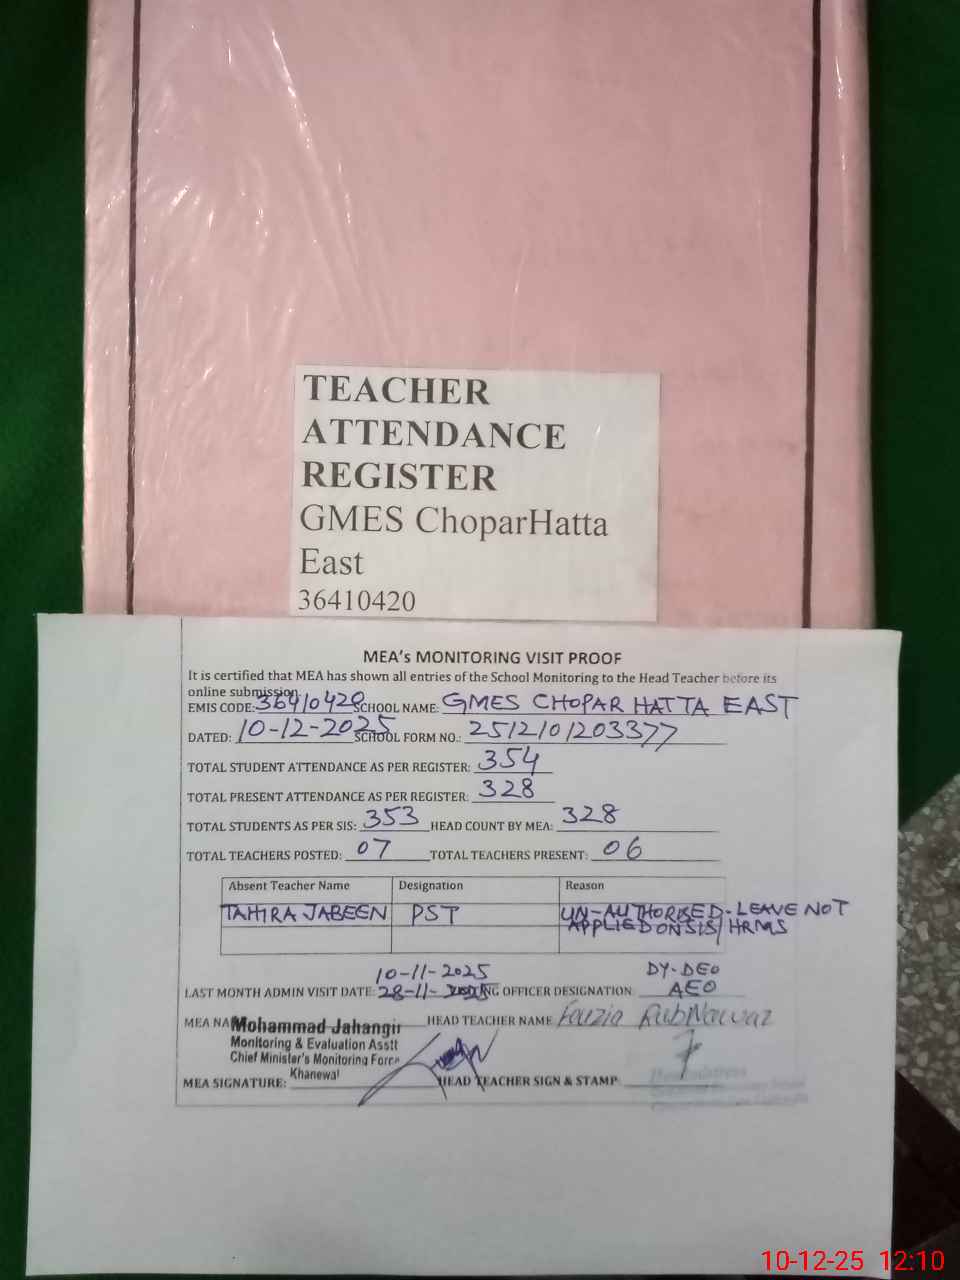 TEACHER
ATTENDANCE
REGISTER
GMES ChoparHatta
East
36410420
MEA's MONITORING VISIT PROOF
It is certified that MEA has shown all entries of the School Monitoring to the Head Teacher before its
online submission.
EMIS CODE: 36410420 SCHOOL NAME: GMES CHOPAR HATTA EAST
DATED: 10-12-2025 SCHOOL FORM NO.: 2512101203377
TOTAL STUDENT ATTENDANCE AS PER REGISTER: 354
TOTAL PRESENT ATTENDANCE AS PER REGISTER: 328
TOTAL STUDENTS AS PER SIS: 353 HEAD COUNT BY MEA: 328
TOTAL TEACHERS POSTED: 07 TOTAL TEACHERS PRESENT: 06
Absent Teacher Name Designation Reason
TAHIRA JABEEN PST UN-AUTHORISED-LEAVE NOT
APPLIED ON SIS/HRMS
10-11-2025 DY-DEO
LAST MONTH ADMIN VISIT DATE: 28-11-2025 OFFICER DESIGNATION: AEO
MEA Mohammad Jahangir HEAD TEACHER NAME Fouzia RubNawaz
Monitoring & Evaluation Asstt
Chief Minister's Monitoring Force
Khanewal
MEA SIGNATURE: HEAD TEACHER SIGN & STAMP:
10-12-25 12:10